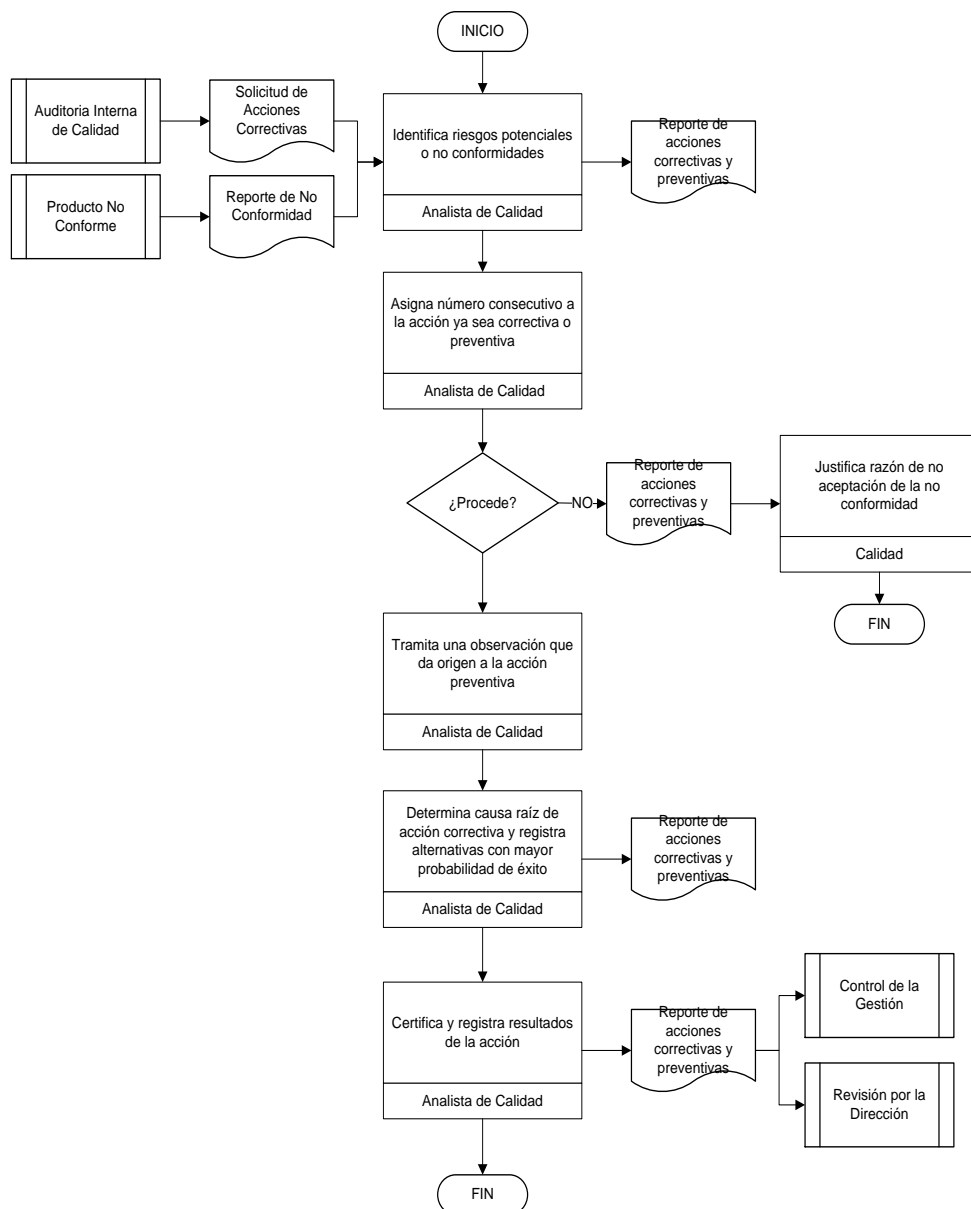 INICIO
Auditoria Interna
de Calidad
Solicitud de
Acciones
Correctivas
Identifica riesgos potenciales
o no conformidades
Analista de Calidad
Reporte de
acciones
correctivas y
preventivas
Producto No
Conforme
Reporte de No
Conformidad
Asigna número consecutivo a
la acción ya sea correctiva o
preventiva
Analista de Calidad
¿Procede?
NO
Reporte de
acciones
correctivas y
preventivas
Justifica razón de no
aceptación de la no
conformidad
Calidad
FIN
Tramita una observación que
da origen a la acción
preventiva
Analista de Calidad
Determina causa raíz de
acción correctiva y registra
alternativas con mayor
probabilidad de éxito
Analista de Calidad
Reporte de
acciones
correctivas y
preventivas
Certifica y registra resultados
de la acción
Analista de Calidad
Reporte de
acciones
correctivas y
preventivas
Control de la
Gestión
Revisión por la
Dirección
FIN